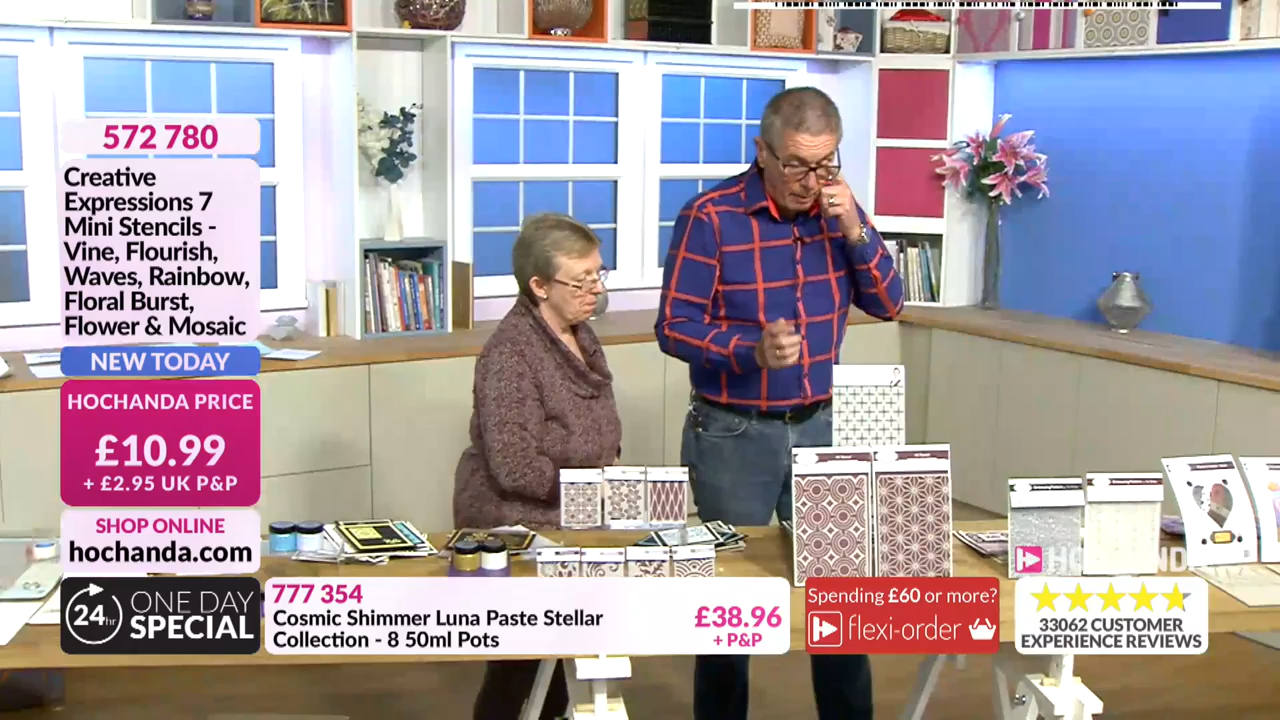 572 780
Creative
Expressions 7
Mini Stencils -
Vine, Flourish,
Waves, Rainbow,
Floral Burst,
Flower & Mosaic
NEW TODAY
HOCHANDA PRICE
£10.99
+ £2.95 UK P&P
SHOP ONLINE
hochanda.com
24hr
ONE DAY
SPECIAL
777 354
Cosmic Shimmer Luna Paste Stellar
Collection - 8 50ml Pots
£38.96
+ P&P
Spending £60 or more?
flexi-order
HOCHANDA
33062 CUSTOMER
EXPERIENCE REVIEWS